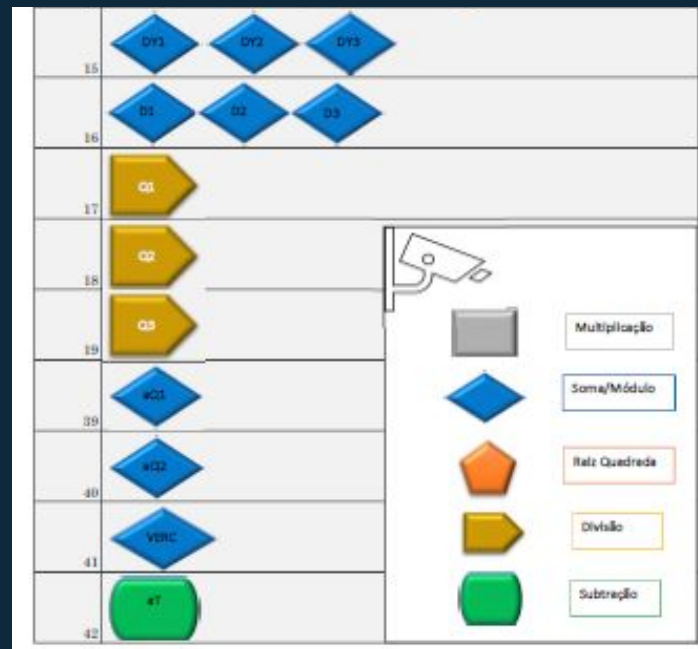 DY1 DY2 DY3
15
D1 D2 D3
16
Q1
17
Q2
18
Q3
19
aQ1
39
aQ2
40
VERC
41
aT
42
Multiplicação
Soma/Módulo
Raiz Quadrada
Divisão
Subtração